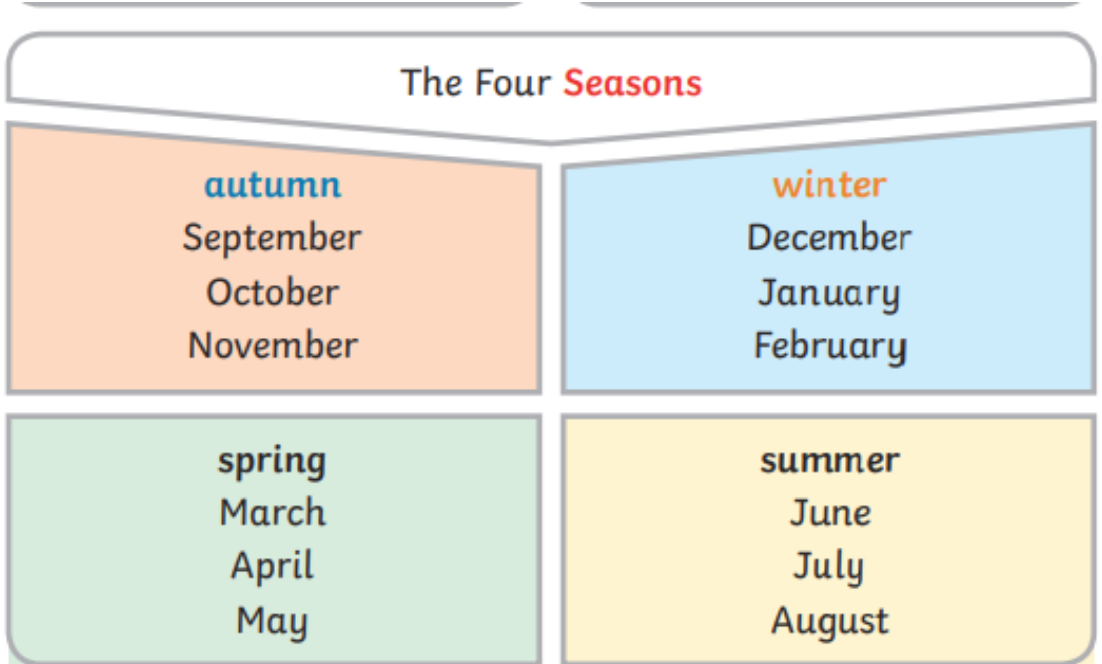 The Four Seasons
autumn
September
October
November
winter
December
January
February
spring
March
April
May
summer
June
July
August